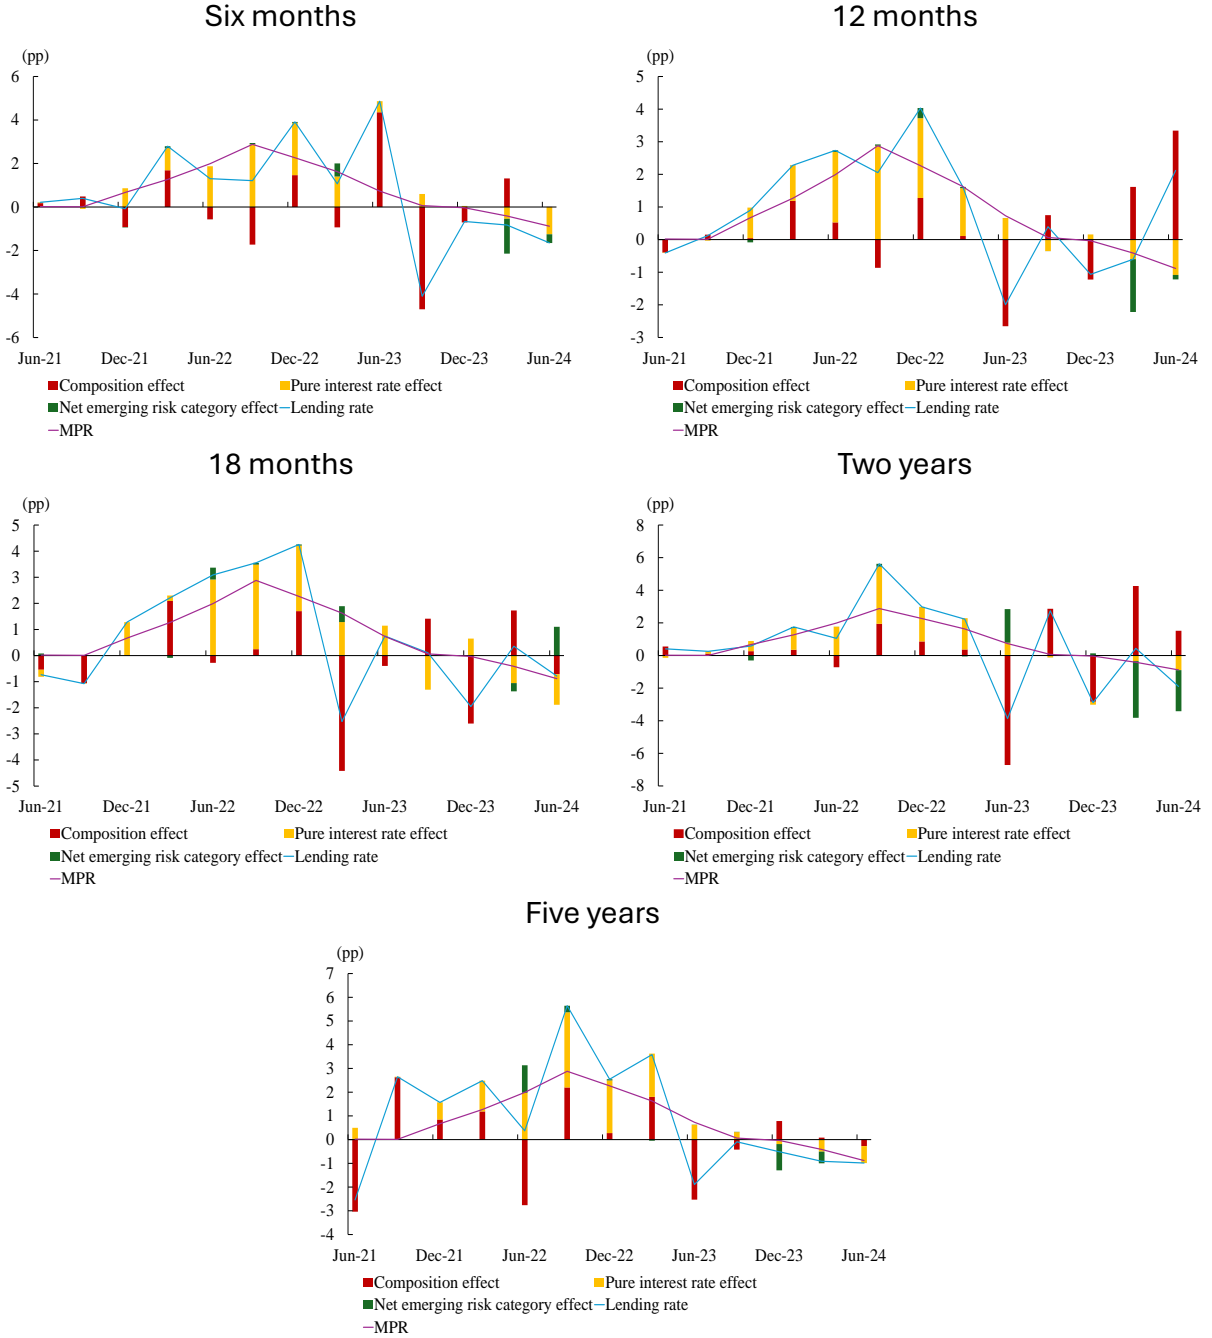 Six months
(pp)
6
4
2
0
-2
-4
-6
Jun-21 Dec-21 Jun-22 Dec-22 Jun-23 Dec-23 Jun-24
Composition effect Pure interest rate effect
Net emerging risk category effect Lending rate
MPR
12 months
(pp)
5
4
3
2
1
0
-1
-2
-3
Jun-21 Dec-21 Jun-22 Dec-22 Jun-23 Dec-23 Jun-24
Composition effect Pure interest rate effect
Net emerging risk category effect Lending rate
MPR
18 months
(pp)
5
4
3
2
1
0
-1
-2
-3
-4
-5
Jun-21 Dec-21 Jun-22 Dec-22 Jun-23 Dec-23 Jun-24
Composition effect Pure interest rate effect
Net emerging risk category effect Lending rate
MPR
Two years
(pp)
8
6
4
2
0
-2
-4
-6
-8
Jun-21 Dec-21 Jun-22 Dec-22 Jun-23 Dec-23 Jun-24
Composition effect Pure interest rate effect
Net emerging risk category effect Lending rate
MPR
Five years
(pp)
7
6
5
4
3
2
1
0
-1
-2
-3
-4
Jun-21 Dec-21 Jun-22 Dec-22 Jun-23 Dec-23 Jun-24
Composition effect Pure interest rate effect
Net emerging risk category effect Lending rate
MPR